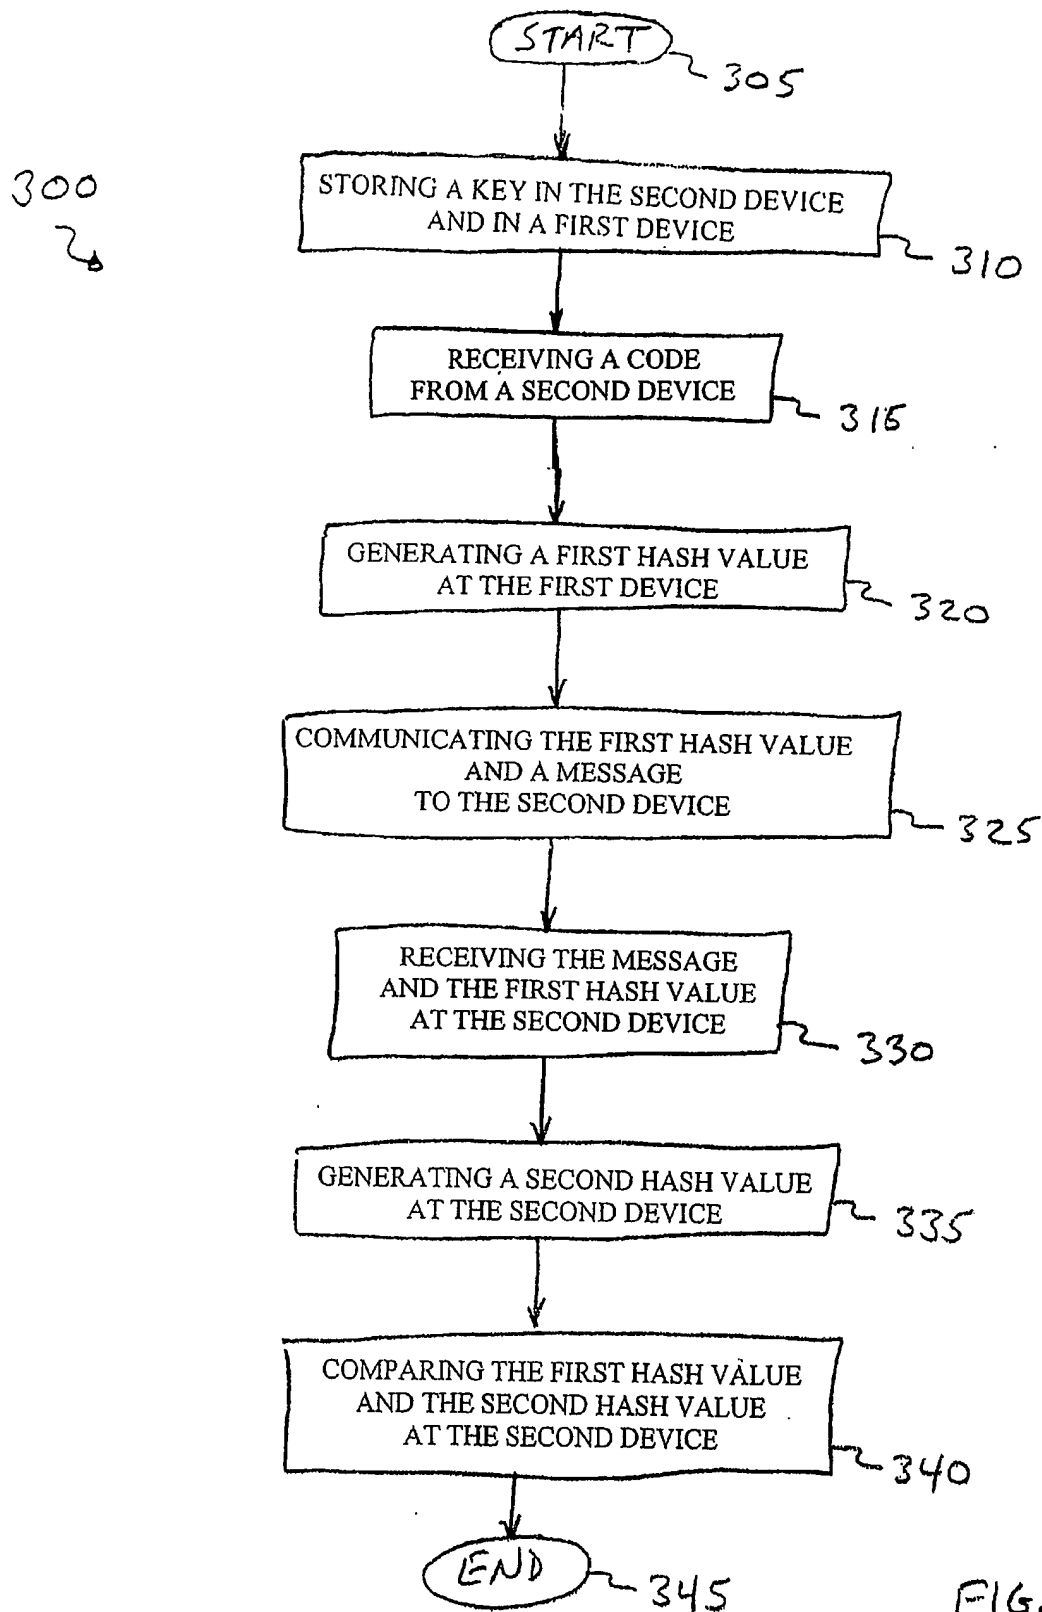 START
305
300
STORING A KEY IN THE SECOND DEVICE
AND IN A FIRST DEVICE
310
RECEIVING A CODE
FROM A SECOND DEVICE
315
GENERATING A FIRST HASH VALUE
AT THE FIRST DEVICE
320
COMMUNICATING THE FIRST HASH VALUE
AND A MESSAGE
TO THE SECOND DEVICE
325
RECEIVING THE MESSAGE
AND THE FIRST HASH VALUE
AT THE SECOND DEVICE
330
GENERATING A SECOND HASH VALUE
AT THE SECOND DEVICE
335
COMPARING THE FIRST HASH VALUE
AND THE SECOND HASH VALUE
AT THE SECOND DEVICE
340
END
345
FIG.